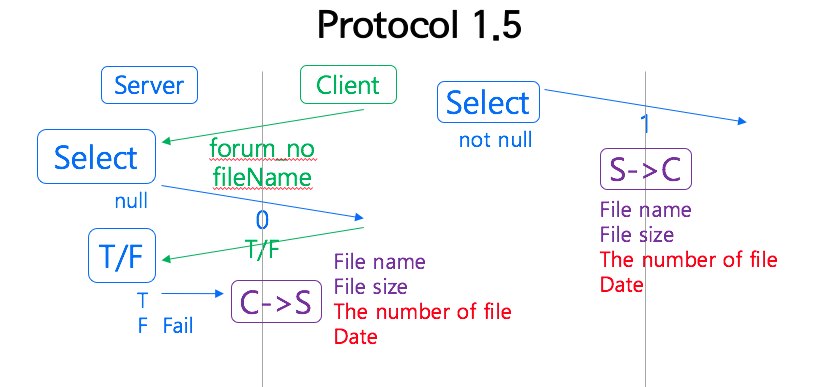 Protocol 1.5
Server
Client
Select
null
forum_no
fileName
0
T/F
T/F
T
F Fail
C->S
File name
File size
The number of file
Date
Select
not null
1
S->C
File name
File size
The number of file
Date